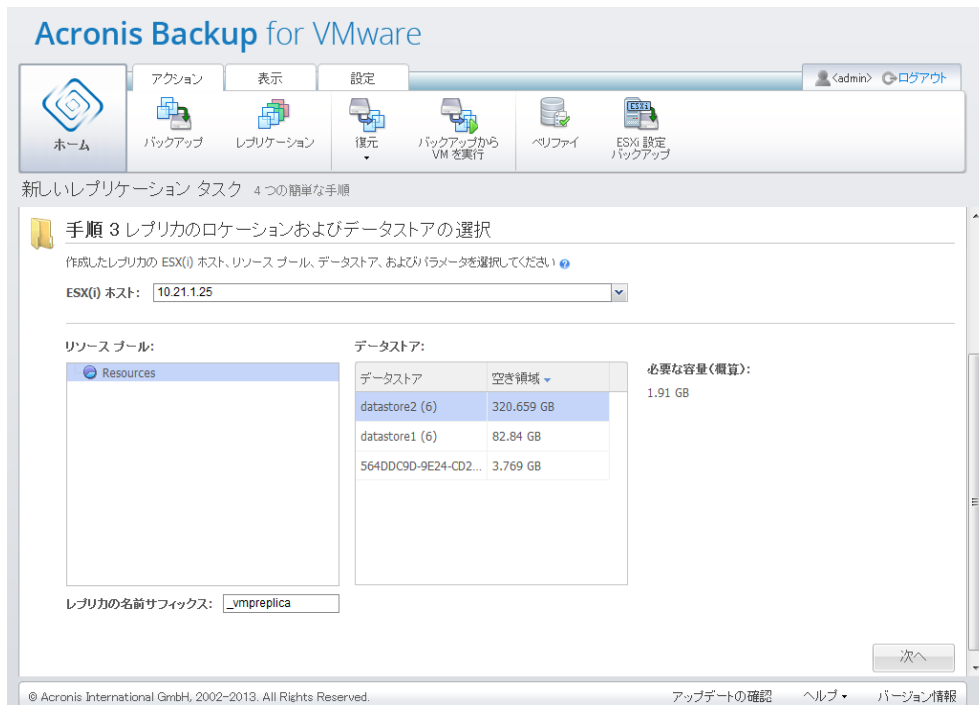 Acronis Backup for VMware
アクション 表示 設定 <admin> ログアウト
ホーム バックアップ レプリケーション 復元 バックアップから VM を実行 ベリファイ ESXi 設定 バックアップ
新しいレプリケーション タスク 4 つの簡単な手順
手順 3 レプリカのロケーションおよびデータストアの選択
作成したレプリカの ESX(i) ホスト、リソース プール、データストア、およびパラメータを選択してください
ESX(i) ホスト: 10.21.1.25
リソース プール:
Resources
データストア:
データストア 空き領域
datastore2 (6) 320.659 GB
datastore1 (6) 82.84 GB
564DDC9D-9E24-CD2... 3.769 GB
必要な容量(概算):
1.91 GB
レプリカの名前サフィックス: _vmpreplica
次へ
© Acronis International GmbH, 2002-2013. All Rights Reserved. アップデートの確認 ヘルプ バージョン情報